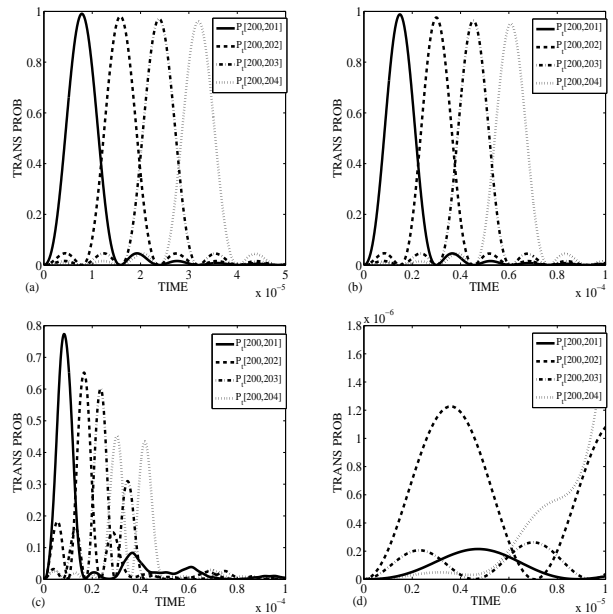 1
0.8
0.6
0.4
0.2
0
TRANS PROB
P_t[200,201]
P_t[200,202]
P_t[200,203]
P_t[200,204]
0 1 2 3 4 5
(a) TIME x 10^-5
1
0.8
0.6
0.4
0.2
0
TRANS PROB
P_t[200,201]
P_t[200,202]
P_t[200,203]
P_t[200,204]
0 0.2 0.4 0.6 0.8 1
(b) TIME x 10^-4
0.8
0.7
0.6
0.5
0.4
0.3
0.2
0.1
0
TRANS PROB
P_t[200,201]
P_t[200,202]
P_t[200,203]
P_t[200,204]
0 0.2 0.4 0.6 0.8 1
(c) TIME x 10^-4
x 10^-6
1.8
1.6
1.4
1.2
1
0.8
0.6
0.4
0.2
0
TRANS PROB
P_t[200,201]
P_t[200,202]
P_t[200,203]
P_t[200,204]
0 0.2 0.4 0.6 0.8 1
(d) TIME x 10^-5